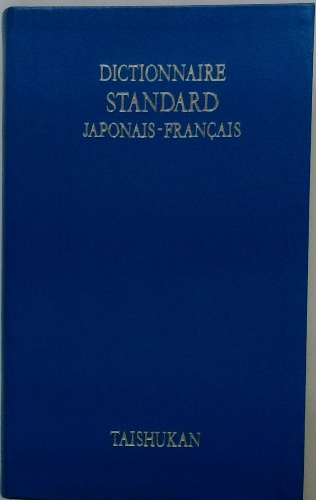 DICTIONNAIRE
STANDARD
JAPONAIS-FRANÇAIS
TAISHUKAN